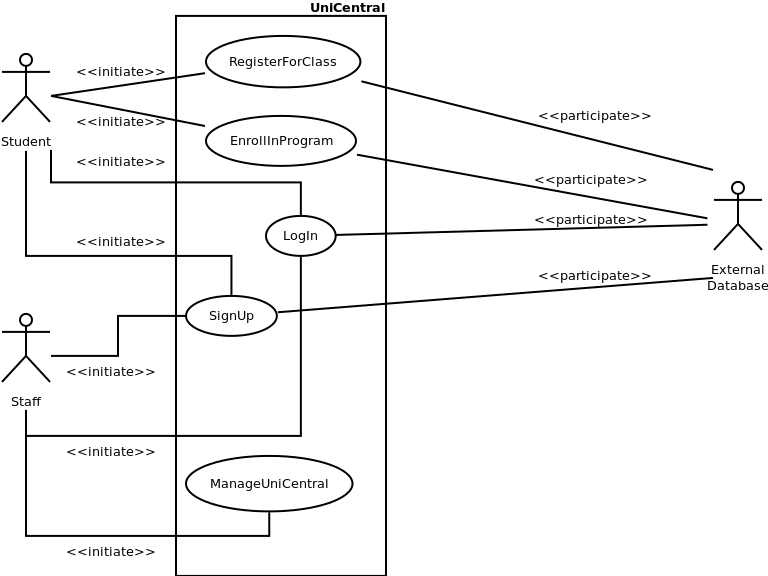 UniCentral
RegisterForClass
<<initiate>>
<<participate>>
<<initiate>>
EnrollInProgram
Student
<<initiate>>
<<participate>>
<<participate>>
LogIn
<<initiate>>
External
Database
<<participate>>
SignUp
<<initiate>>
Staff
<<initiate>>
ManageUniCentral
<<initiate>>